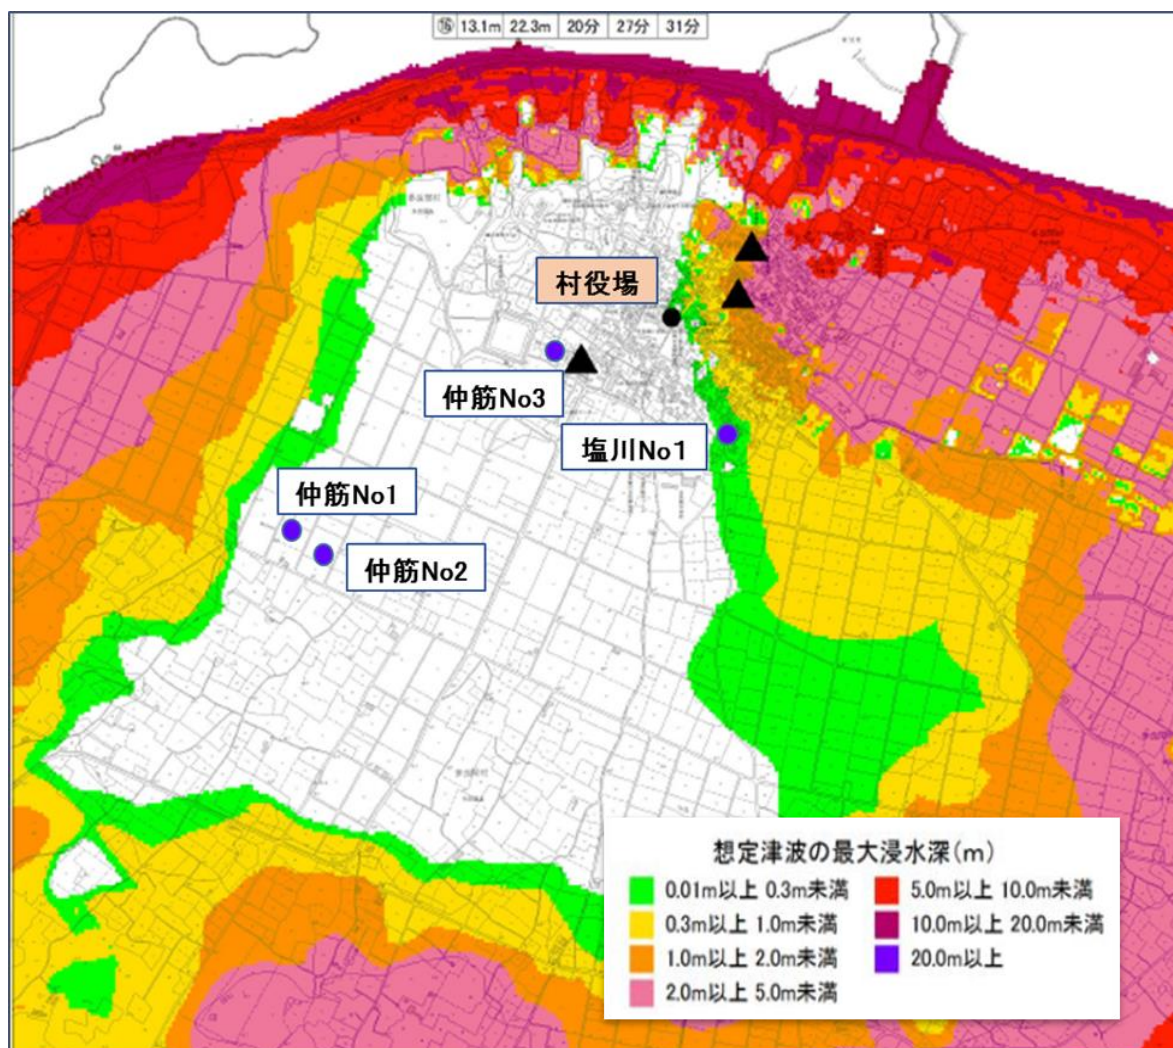 ⑯ 13.1m 22.3m 20分 27分 31分
村役場
仲筋No3
塩川No1
仲筋No1
仲筋No2
想定津波の最大浸水深(m)
0.01m以上 0.3m未満
0.3m以上 1.0m未満
1.0m以上 2.0m未満
2.0m以上 5.0m未満
5.0m以上 10.0m未満
10.0m以上 20.0m未満
20.0m以上